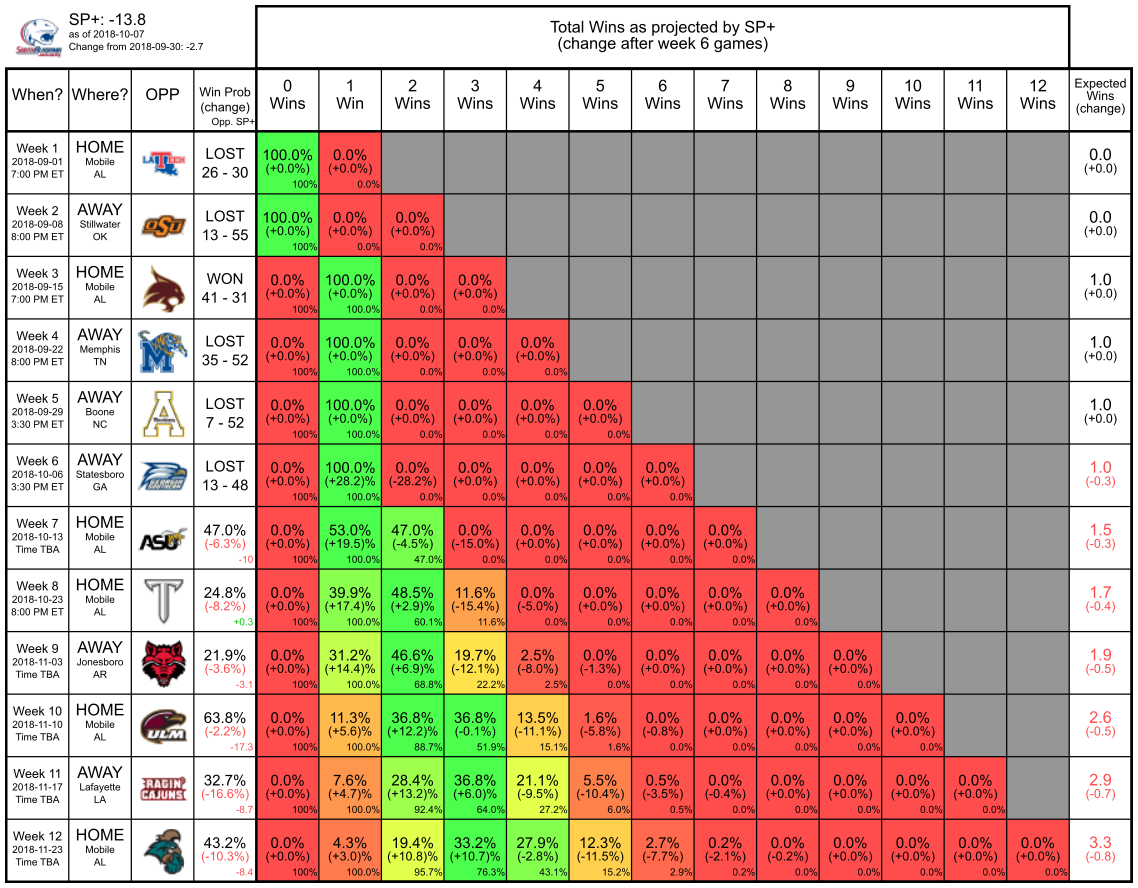 SP+: -13.8
as of 2018-10-07
Change from 2018-09-30: -2.7
Total Wins as projected by SP+
(change after week 6 games)
When? Where? OPP Win Prob (change) Opp. SP+ 0 Wins 1 Win 2 Wins 3 Wins 4 Wins 5 Wins 6 Wins 7 Wins 8 Wins 9 Wins 10 Wins 11 Wins 12 Wins Expected Wins (change)
Week 1 HOME LA TECH LOST 100.0% 0.0% 0.0
2018-09-01 Mobile 26 - 30 (+0.0%) (+0.0%) (+0.0)
7:00 PM ET AL 100% 0.0%
Week 2 AWAY OSU LOST 100.0% 0.0% 0.0% 0.0
2018-09-08 Stillwater 13 - 55 (+0.0%) (+0.0%) (+0.0%) (+0.0)
8:00 PM ET OK 100% 0.0% 0.0%
Week 3 HOME WON 0.0% 100.0% 0.0% 0.0% 1.0
2018-09-15 Mobile 41 - 31 (+0.0%) (+0.0%) (+0.0%) (+0.0%) (+0.0)
7:00 PM ET AL 100% 100.0% 0.0% 0.0%
Week 4 AWAY M LOST 0.0% 100.0% 0.0% 0.0% 0.0% 1.0
2018-09-22 Memphis 35 - 52 (+0.0%) (+0.0%) (+0.0%) (+0.0%) (+0.0%) (+0.0)
8:00 PM ET TN 100% 100.0% 0.0% 0.0% 0.0%
Week 5 AWAY A LOST 0.0% 100.0% 0.0% 0.0% 0.0% 0.0% 1.0
2018-09-29 Boone 7 - 52 (+0.0%) (+0.0%) (+0.0%) (+0.0%) (+0.0%) (+0.0%) (+0.0)
3:30 PM ET NC 100% 100.0% 0.0% 0.0% 0.0% 0.0%
Week 6 AWAY GEORGIA SOUTHERN LOST 0.0% 100.0% 0.0% 0.0% 0.0% 0.0% 0.0% 1.0
2018-10-06 Statesboro 13 - 48 (+0.0%) (+28.2)% (-28.2%) (+0.0%) (+0.0%) (+0.0%) (+0.0%) (-0.3)
3:30 PM ET GA 100% 100.0% 0.0% 0.0% 0.0% 0.0% 0.0%
Week 7 HOME ASU 47.0% 0.0% 53.0% 47.0% 0.0% 0.0% 0.0% 0.0% 0.0% 1.5
2018-10-13 Mobile (-6.3%) (+0.0%) (+19.5)% (-4.5%) (-15.0%) (+0.0%) (+0.0%) (+0.0%) (+0.0%) (-0.3)
Time TBA AL -10 100% 100.0% 47.0% 0.0% 0.0% 0.0% 0.0% 0.0%
Week 8 HOME T 24.8% 0.0% 39.9% 48.5% 11.6% 0.0% 0.0% 0.0% 0.0% 0.0% 1.7
2018-10-23 Mobile (-8.2%) (+0.0%) (+17.4)% (+2.9)% (-15.4%) (-5.0%) (+0.0%) (+0.0%) (+0.0%) (+0.0%) (-0.4)
8:00 PM ET AL +0.3 100% 100.0% 60.1% 11.6% 0.0% 0.0% 0.0% 0.0% 0.0%
Week 9 AWAY 21.9% 0.0% 31.2% 46.6% 19.7% 2.5% 0.0% 0.0% 0.0% 0.0% 0.0% 1.9
2018-11-03 Jonesboro (-3.6%) (+0.0%) (+14.4)% (+6.9)% (-12.1%) (-8.0%) (-1.3%) (+0.0%) (+0.0%) (+0.0%) (+0.0%) (-0.5)
Time TBA AR -3.1 100% 100.0% 68.8% 22.2% 2.5% 0.0% 0.0% 0.0% 0.0% 0.0%
Week 10 HOME ULM 63.8% 0.0% 11.3% 36.8% 36.8% 13.5% 1.6% 0.0% 0.0% 0.0% 0.0% 0.0% 2.6
2018-11-10 Mobile (-2.2%) (+0.0%) (+5.6)% (+12.2)% (-0.1%) (-11.1%) (-5.8%) (-0.8%) (+0.0%) (+0.0%) (+0.0%) (+0.0%) (-0.5)
Time TBA AL -17.3 100% 100.0% 88.7% 51.9% 15.1% 1.6% 0.0% 0.0% 0.0% 0.0% 0.0%
Week 11 AWAY RAGIN' CAJUNS 32.7% 0.0% 7.6% 28.4% 36.8% 21.1% 5.5% 0.5% 0.0% 0.0% 0.0% 0.0% 0.0% 2.9
2018-11-17 Lafayette (-16.6%) (+0.0%) (+4.7)% (+13.2)% (+6.0)% (-9.5%) (-10.4%) (-3.5%) (-0.4%) (+0.0%) (+0.0%) (+0.0%) (+0.0%) (-0.7)
Time TBA LA -8.7 100% 100.0% 92.4% 64.0% 27.2% 6.0% 0.5% 0.0% 0.0% 0.0% 0.0% 0.0%
Week 12 HOME 43.2% 0.0% 4.3% 19.4% 33.2% 27.9% 12.3% 2.7% 0.2% 0.0% 0.0% 0.0% 0.0% 0.0% 3.3
2018-11-23 Mobile (-10.3%) (+0.0%) (+3.0)% (+10.8)% (+10.7)% (-2.8%) (-11.5%) (-7.7%) (-2.1%) (-0.2%) (+0.0%) (+0.0%) (+0.0%) (+0.0%) (-0.8)
Time TBA AL -8.4 100% 100.0% 95.7% 76.3% 43.1% 15.2% 2.9% 0.2% 0.0% 0.0% 0.0% 0.0% 0.0%